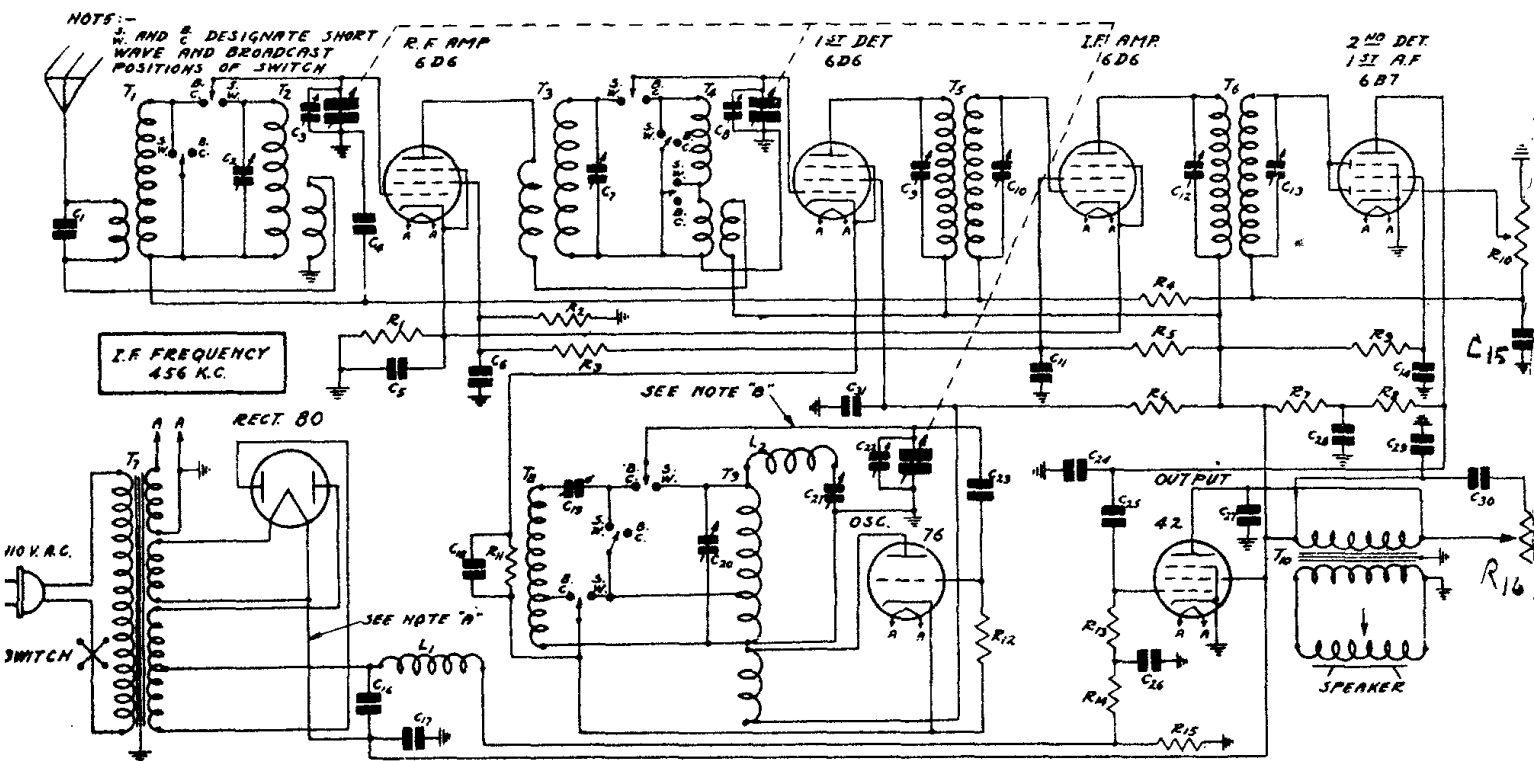 NOTE:-
S.W. AND B.C. DESIGNATE SHORT
WAVE AND BROADCAST
POSITIONS OF SWITCH
R.F AMP
6D6
1ST DET
6D6
I.F. AMP.
6D6
2ND DET.
1ST A.F
6B7
T1
B.C.
S.W.
T2
C3
T3
S.W.
B.C.
T4
C8
T5
T6
S.W.
B.C.
C2
C7
S.W.
B.C.
S.W.
B.C.
C9
C10
C12
C13
C1
C4
A A
A A
A A
A A
R10
R1
R2
R4
I.F. FREQUENCY
456 K.C.
C5
C6
R3
C11
R5
R9
C14
C15
SEE NOTE "B"
R6
R7
R8
C28
C29
RECT. 80
A A
T7
T8
B.C.
S.W.
T9
L2
C22
C21
C23
C24
OUTPUT
C30
C19
S.W.
B.C.
C20
OSC.
76
C25
42
C27
T10
R16
110 V. A.C.
C18
R11
B.C.
S.W.
A A
R12
R13
A A
SEE NOTE "A"
SWITCH
L1
C26
C16
R14
SPEAKER
C17
R15